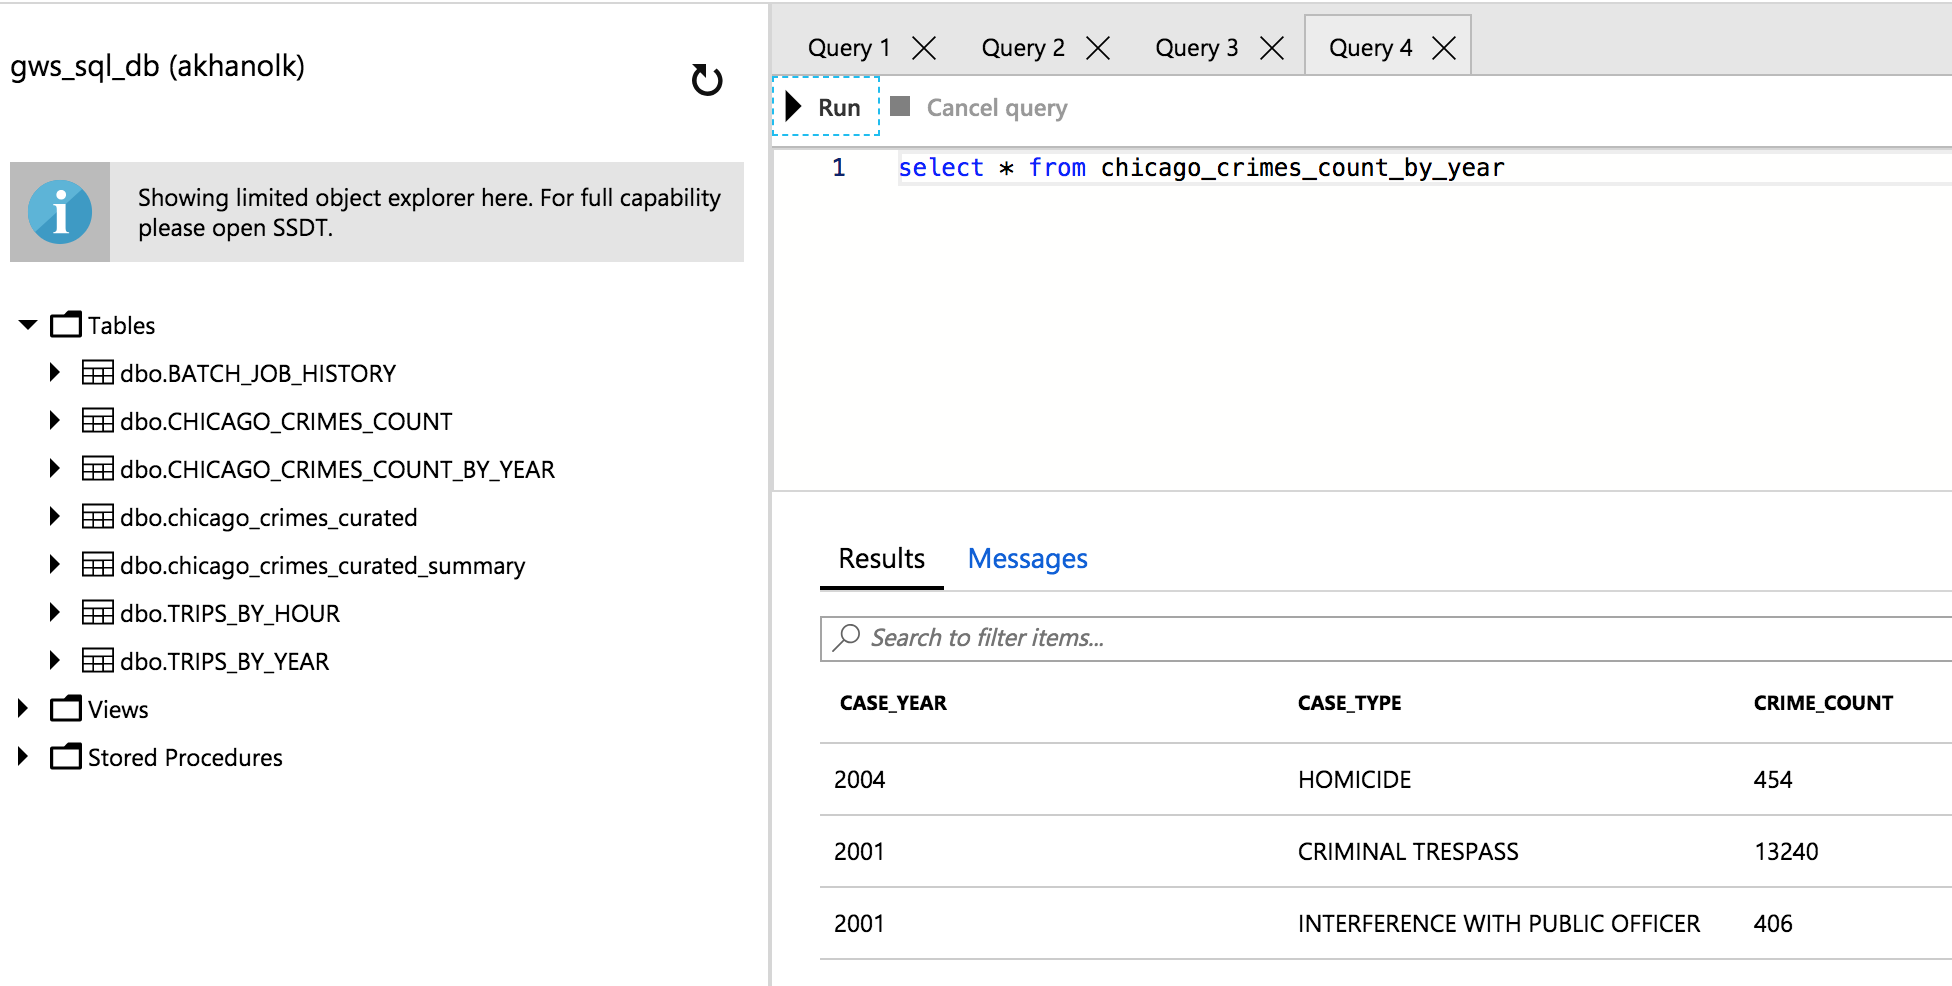 gws_sql_db (akhanolk)
Showing limited object explorer here. For full capability
please open SSDT.
Tables
dbo.BATCH_JOB_HISTORY
dbo.CHICAGO_CRIMES_COUNT
dbo.CHICAGO_CRIMES_COUNT_BY_YEAR
dbo.chicago_crimes_curated
dbo.chicago_crimes_curated_summary
dbo.TRIPS_BY_HOUR
dbo.TRIPS_BY_YEAR
Views
Stored Procedures
Query 1 Query 2 Query 3 Query 4
Run Cancel query
1 select * from chicago_crimes_count_by_year
Results Messages
Search to filter items...
CASE_YEAR CASE_TYPE CRIME_COUNT
2004 HOMICIDE 454
2001 CRIMINAL TRESPASS 13240
2001 INTERFERENCE WITH PUBLIC OFFICER 406